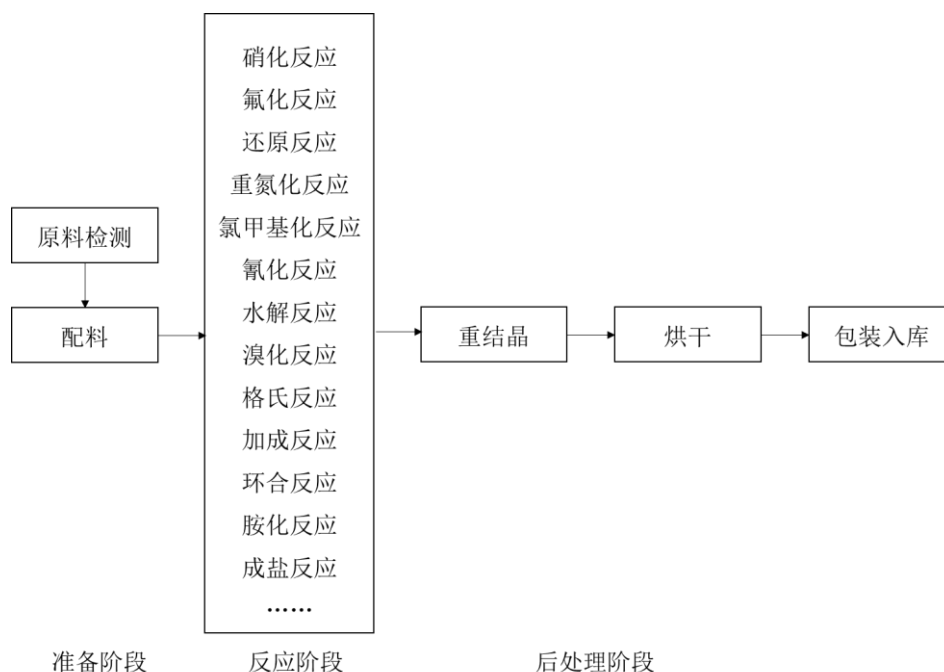 原料检测
配料
硝化反应
氟化反应
还原反应
重氮化反应
氯甲基化反应
氰化反应
水解反应
溴化反应
格氏反应
加成反应
环合反应
胺化反应
成盐反应
……
重结晶
烘干
包装入库
准备阶段
反应阶段
后处理阶段